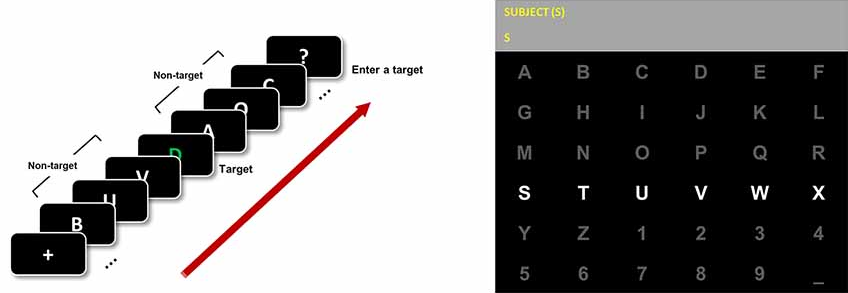 ?
C
O
A
D
V
U
B
+
Non-target
Non-target
Target
Enter a target
...
...
SUBJECT (S)
S
A B C D E F
G H I J K L
M N O P Q R
S T U V W X
Y Z 1 2 3 4
5 6 7 8 9 _